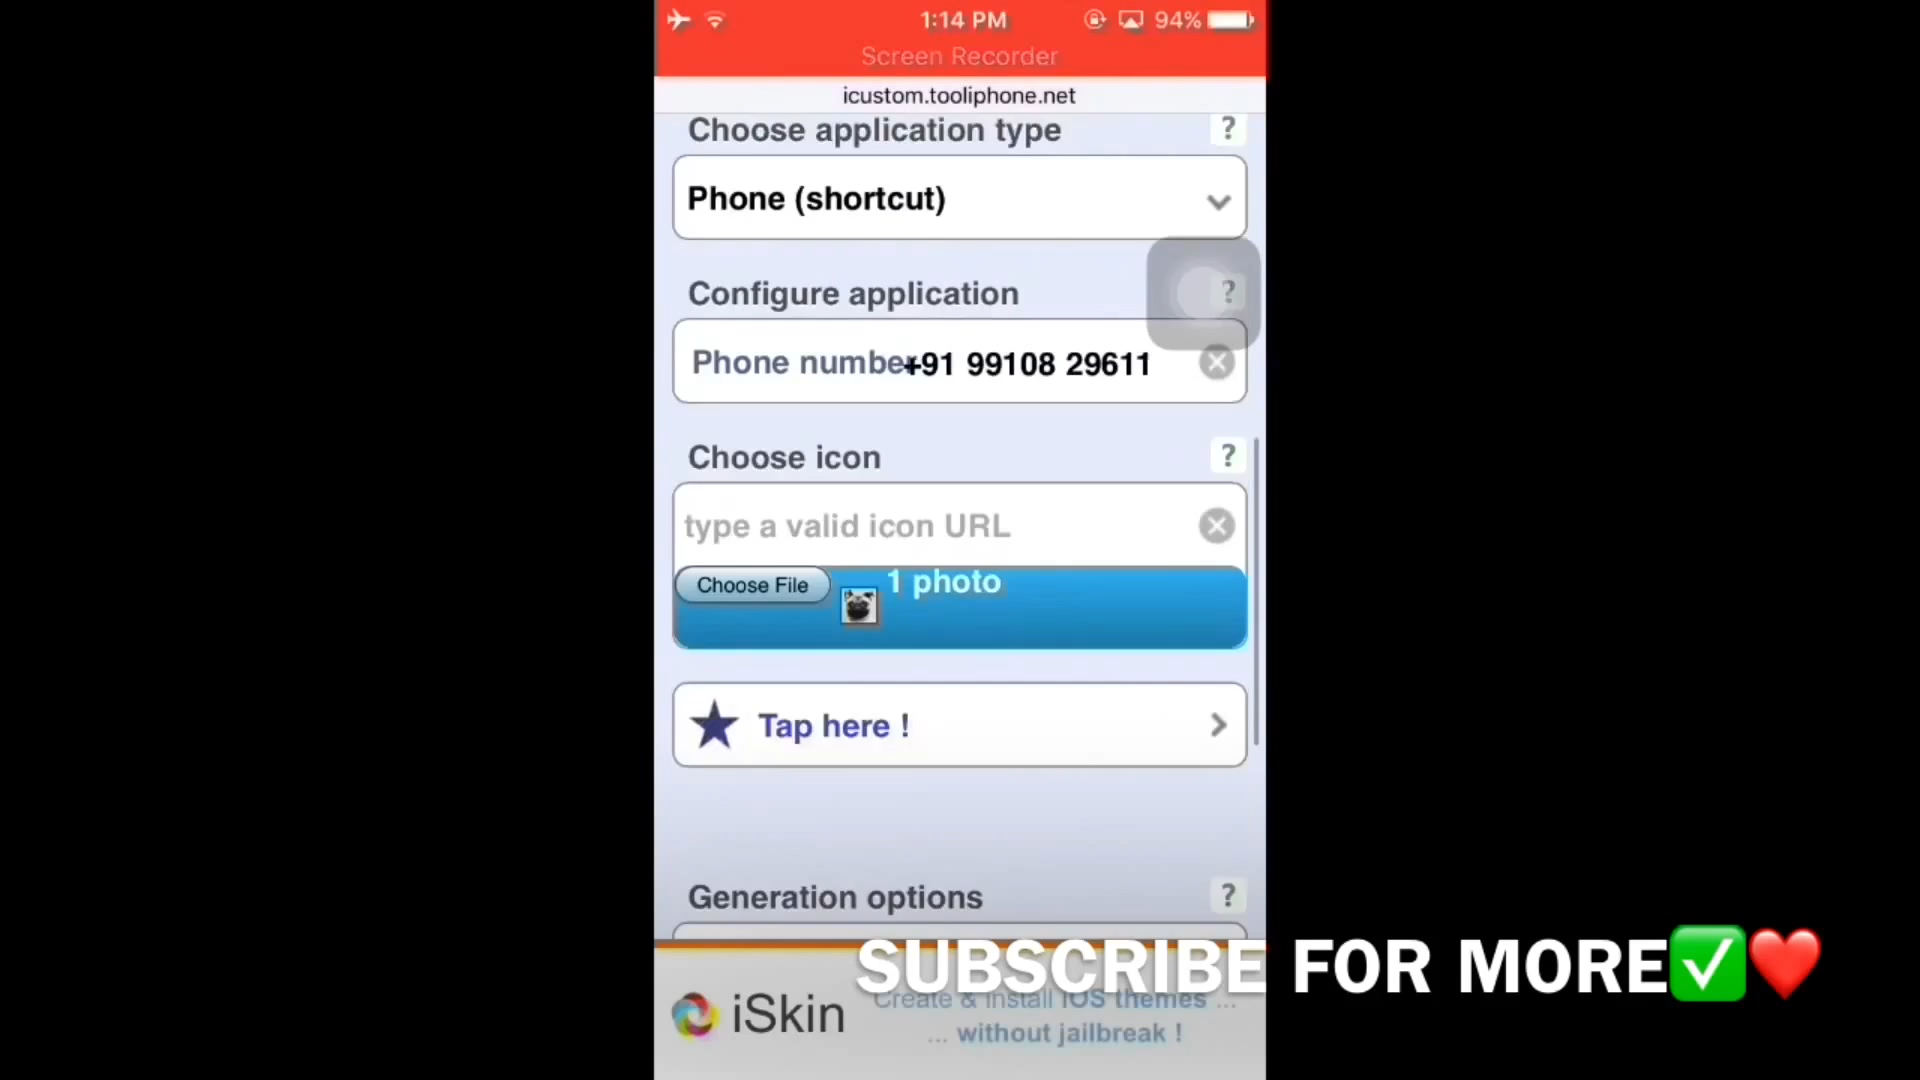 1:14 PM
94%
Screen Recorder
icustom.tooliphone.net
Choose application type
?
Phone (shortcut)
Configure application
?
Phone number +91 99108 29611
Choose icon
?
type a valid icon URL
Choose File
1 photo
Tap here !
Generation options
?
SUBSCRIBE FOR MORE✅❤️
iSkin
Create & install iOS themes ...
... without jailbreak !